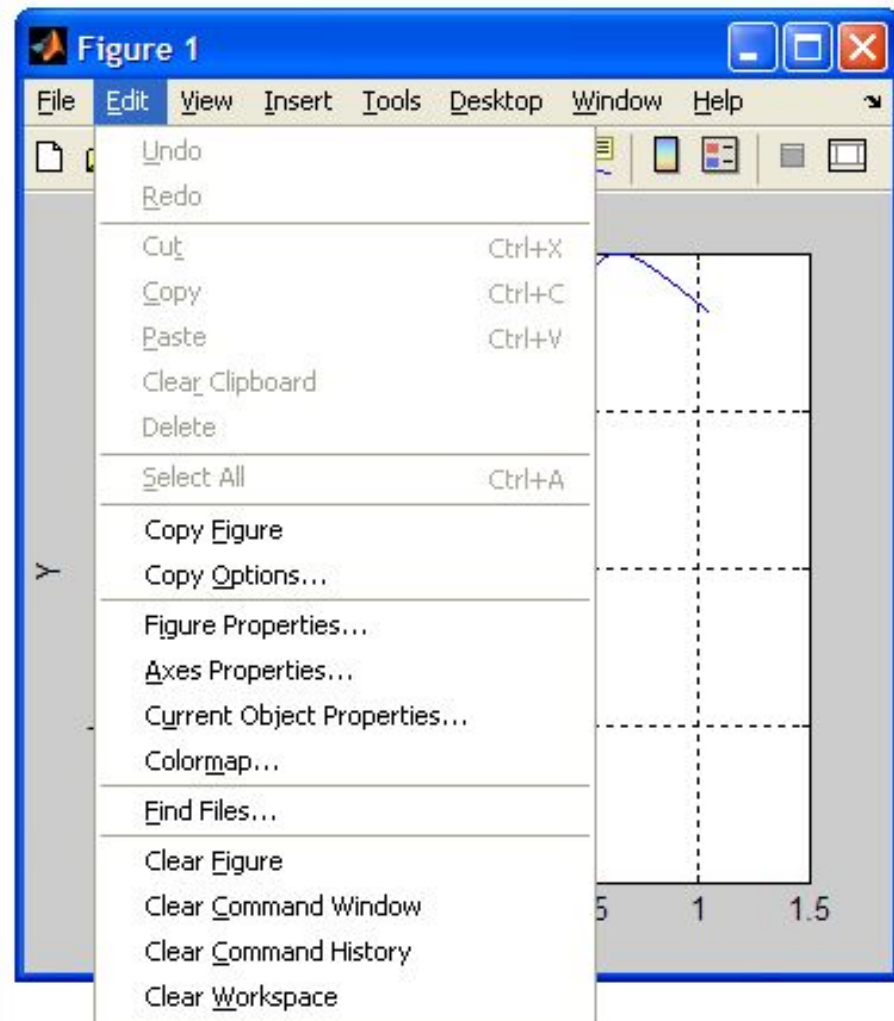 Figure 1
File Edit View Insert Tools Desktop Window Help
Undo
Redo
Cut Ctrl+X
Copy Ctrl+C
Paste Ctrl+V
Clear Clipboard
Delete
Select All Ctrl+A
Copy Figure
Copy Options...
Y
Figure Properties...
Axes Properties...
Current Object Properties...
Colormap...
Find Files...
Clear Figure
Clear Command Window
5 1 1.5
Clear Command History
Clear Workspace